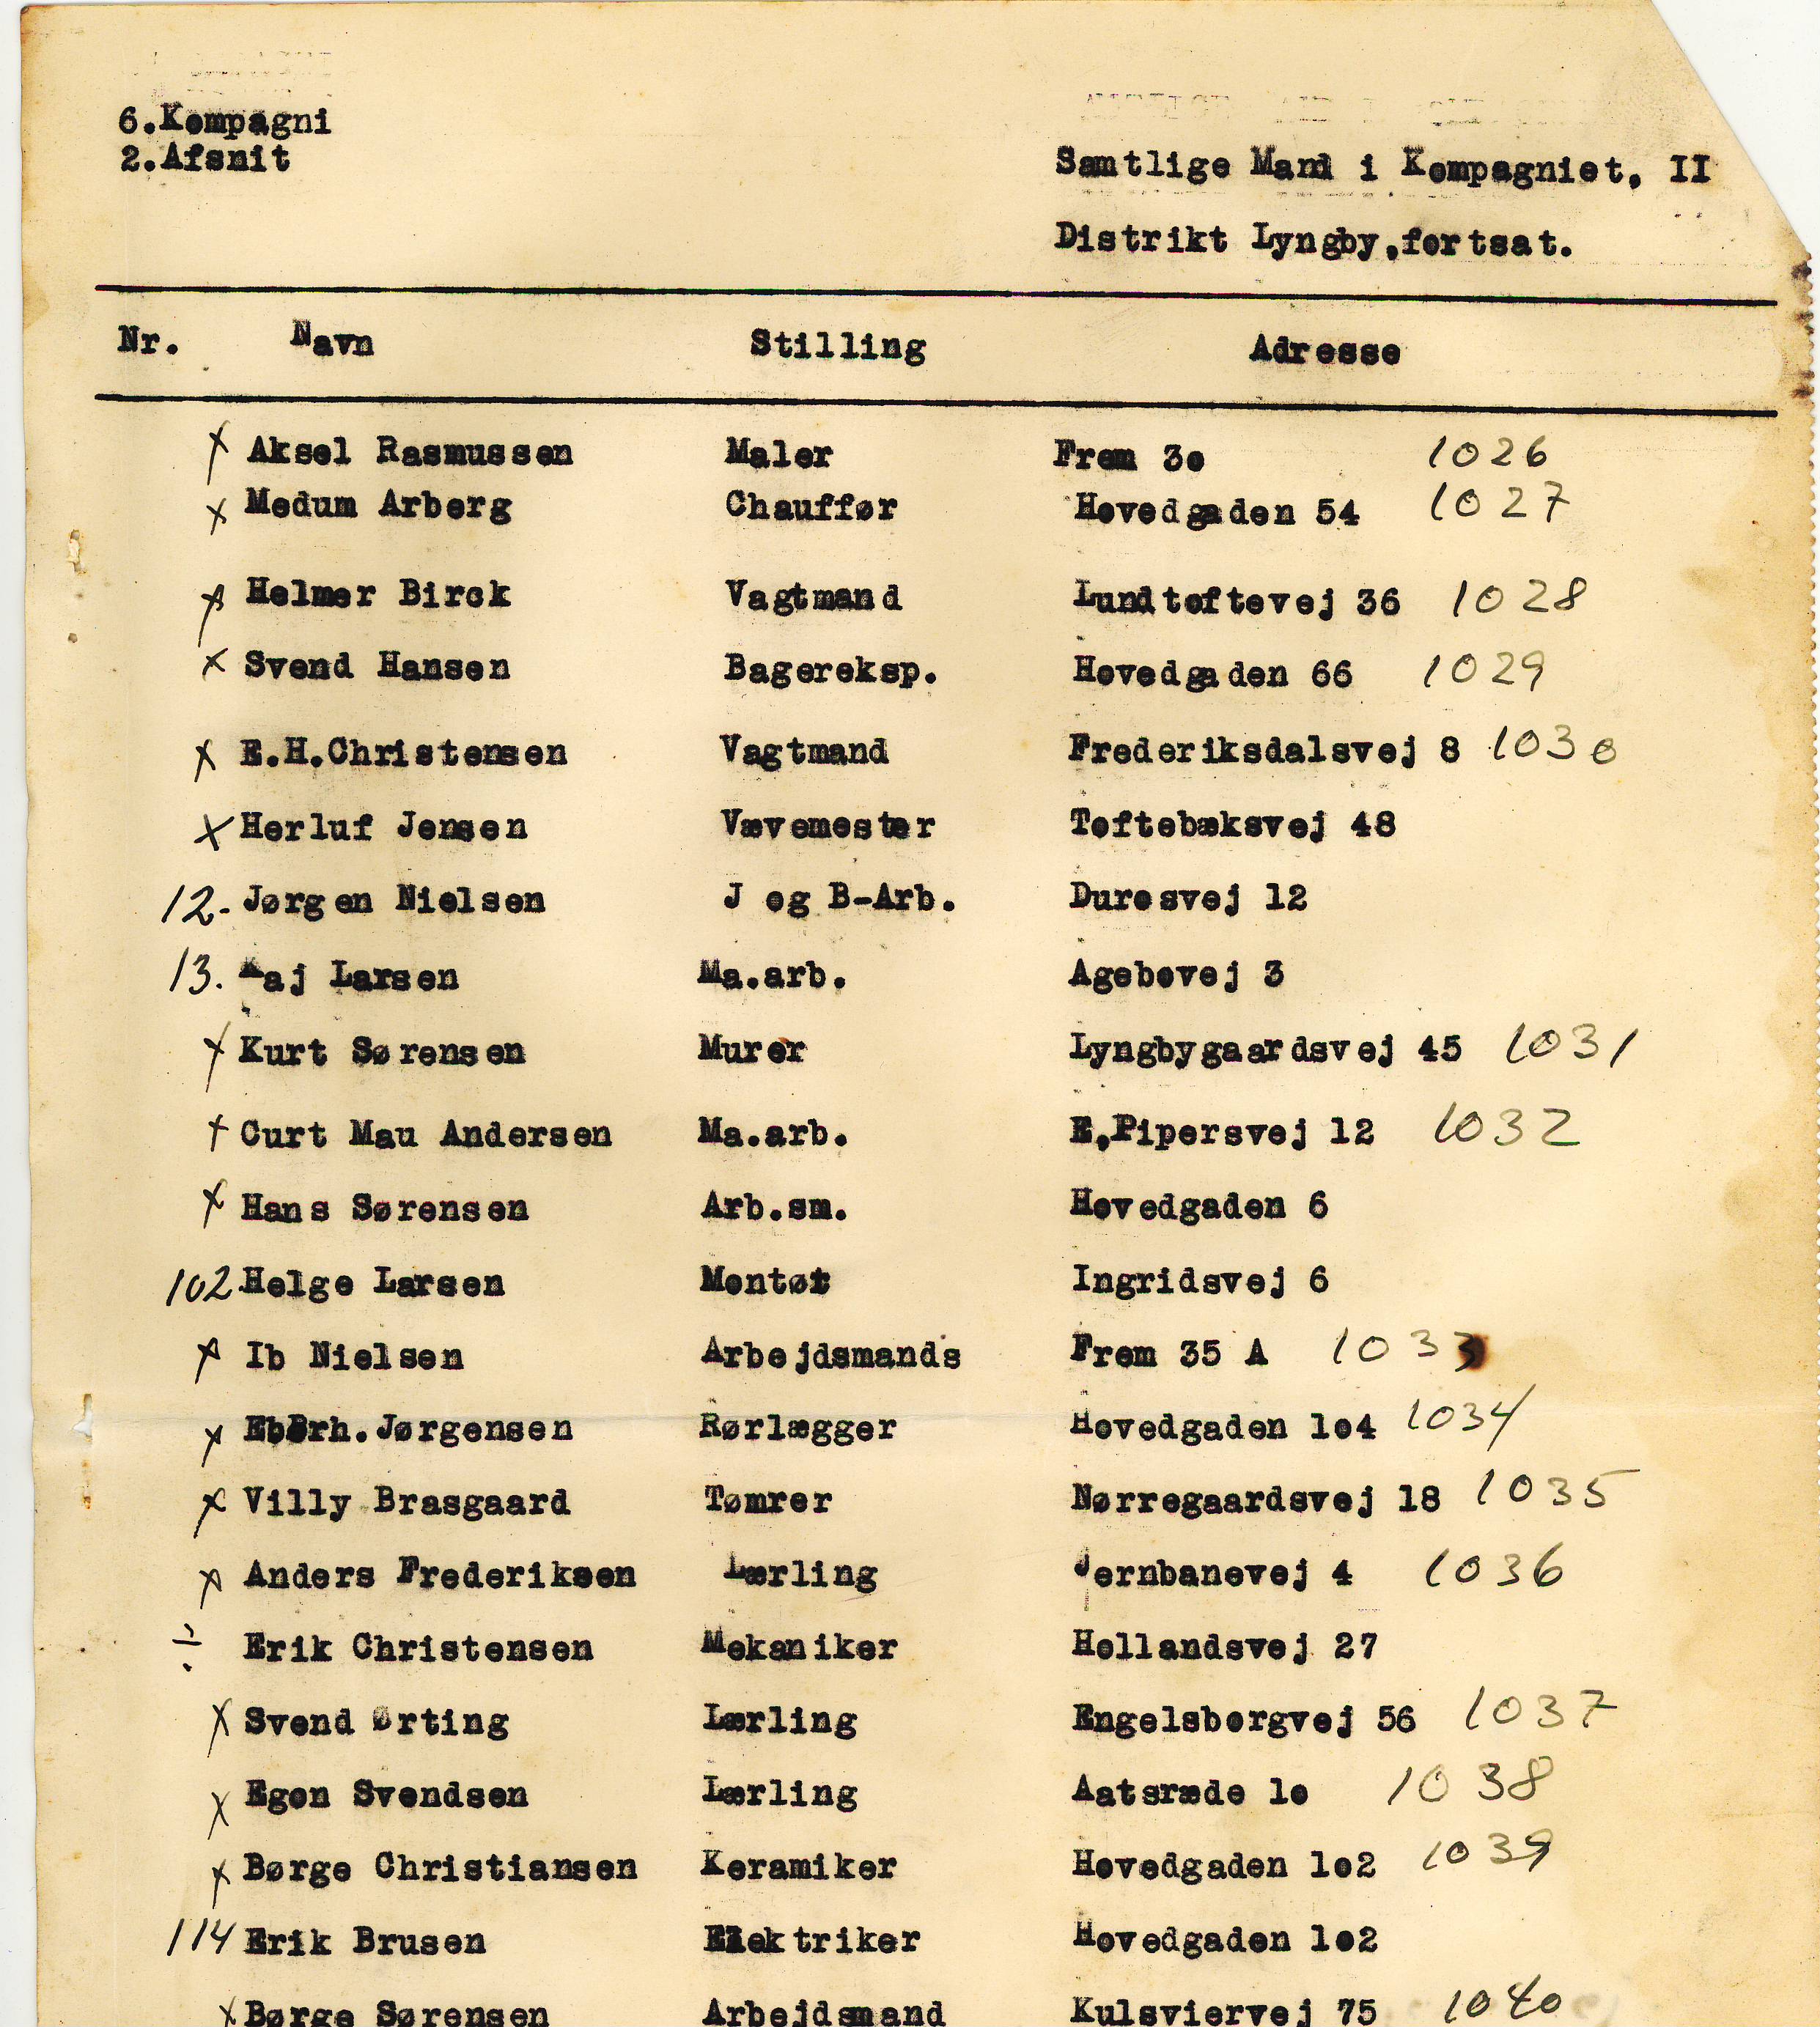 6.Kompagni
2.Afsnit
Samtlige Mand i Kompagniet, II
Distrikt Lyngby,fortsat.
Nr. Navn Stilling Adresse
x Aksel Rasmussen Maler Frem 3o 1026
x Medum Arberg Chauffør Hovedgaden 54 1027
x Helmer Birck Vagtmand Lundtoftevej 36 1028
x Svend Hansen Bagereksp. Hovedgaden 66 1029
x E.H.Christensen Vagtmand Frederiksdalsvej 8 1030
x Herluf Jensen Vævemester Toftebæksvej 48
12. Jørgen Nielsen J og B-Arb. Durosvej 12
13. Kaj Larsen Ma.arb. Agebovej 3
x Kurt Sørensen Murer Lyngbygaardsvej 45 1031
x Curt Mau Andersen Ma.arb. E,Pipersvej 12 1032
x Hans Sørensen Arb.sm. Hovedgaden 6
102. Helge Larsen Montør Ingridsvej 6
x Ib Nielsen Arbejdsmands Frem 35 A 1033
x Ebbrh.Jørgensen Rørlægger Hovedgaden 1o4 1034
x Villy Brasgaard Tømrer Nørregaardsvej 18 1035
x Anders Frederiksen Lærling Jernbanevej 4 1036
÷ Erik Christensen Mekaniker Hollandsvej 27
x Svend Ørting Lærling Engelsborgvej 56 1037
x Egon Svendsen Lærling Aatsræde 1o 1038
x Børge Christiansen Keramiker Hovedgaden 1o2 1039
114 Erik Brusen Elektriker Hovedgaden 1o2
x Børge Sørensen Arbejdsmand Kulsviervej 75 1040